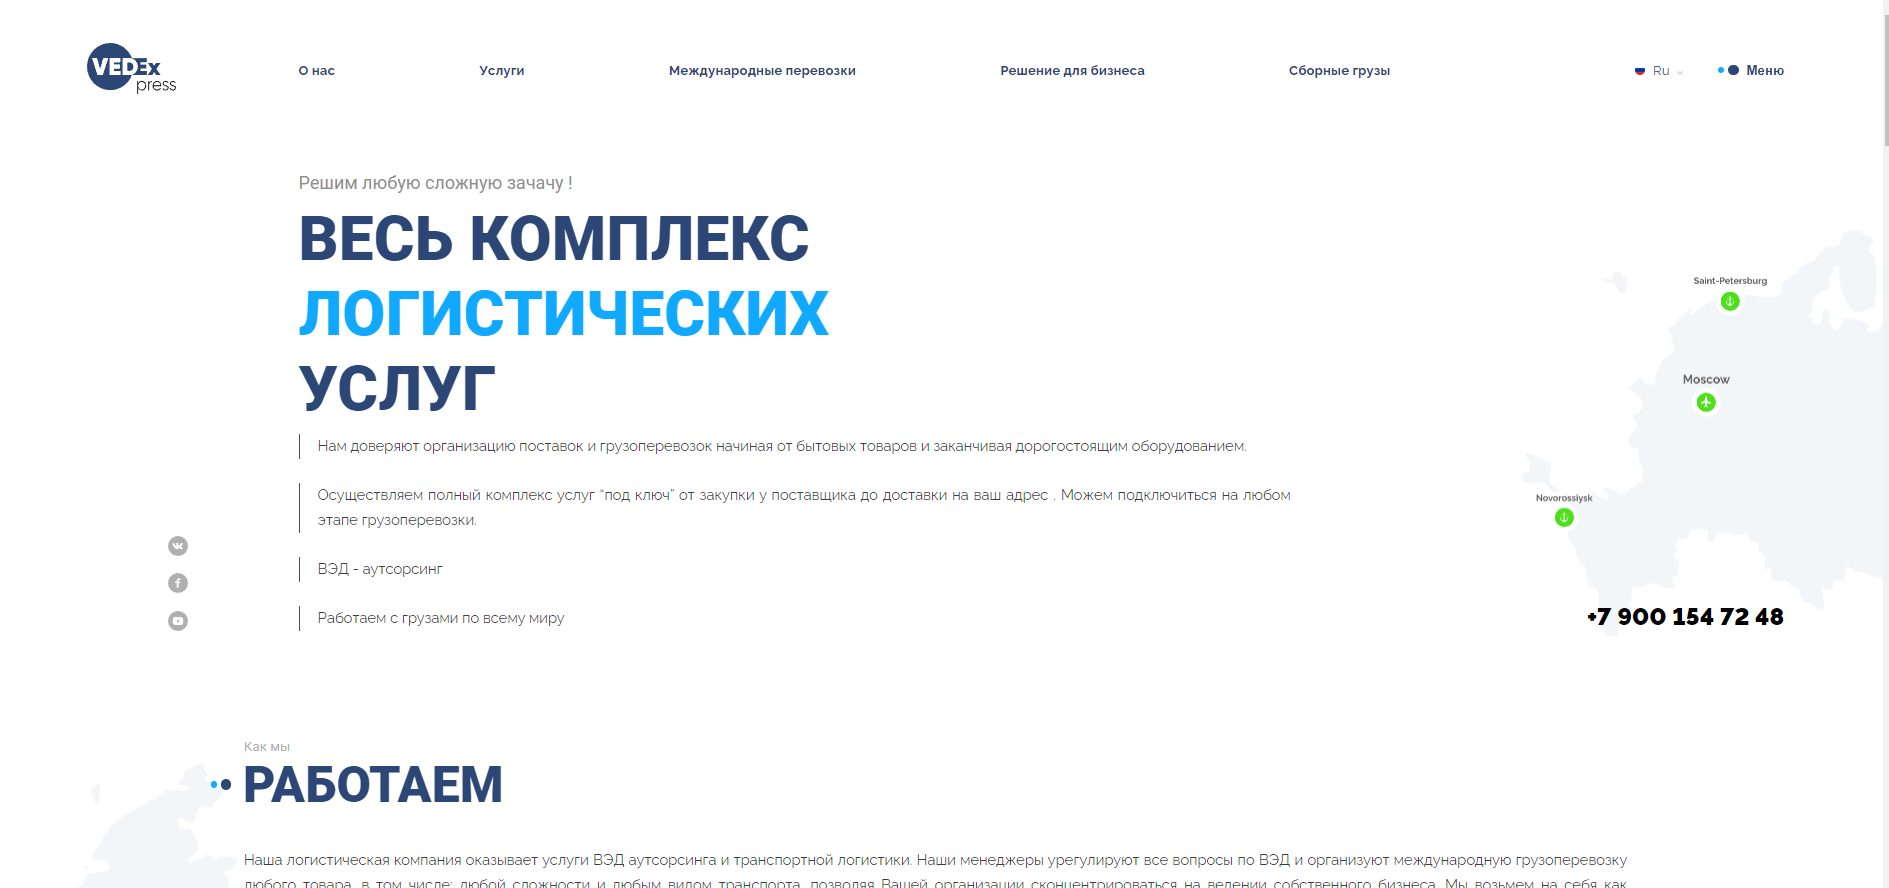 VEDEx
press
О нас
Услуги
Международные перевозки
Решение для бизнеса
Сборные грузы
Ru
Меню
Решим любую сложную зачачу !
ВЕСЬ КОМПЛЕКС
ЛОГИСТИЧЕСКИХ
УСЛУГ
Нам доверяют организацию поставок и грузоперевозок начиная от бытовых товаров и заканчивая дорогостоящим оборудованием.
Осуществляем полный комплекс услуг “под ключ” от закупки у поставщика до доставки на ваш адрес . Можем подключиться на любом
этапе грузоперевозки.
ВЭД - аутсорсинг
Работаем с грузами по всему миру
Saint-Petersburg
Moscow
Novorossiysk
+7 900 154 72 48
Как мы
РАБОТАЕМ
Наша логистическая компания оказывает услуги ВЭД аутсорсинга и транспортной логистики. Наши менеджеры урегулируют все вопросы по ВЭД и организуют международную грузоперевозку
любого товара, в том числе: любой сложности и любым видом транспорта, позволяя Вашей организации сконцентрироваться на ведении собственного бизнеса. Мы возьмем на себя как